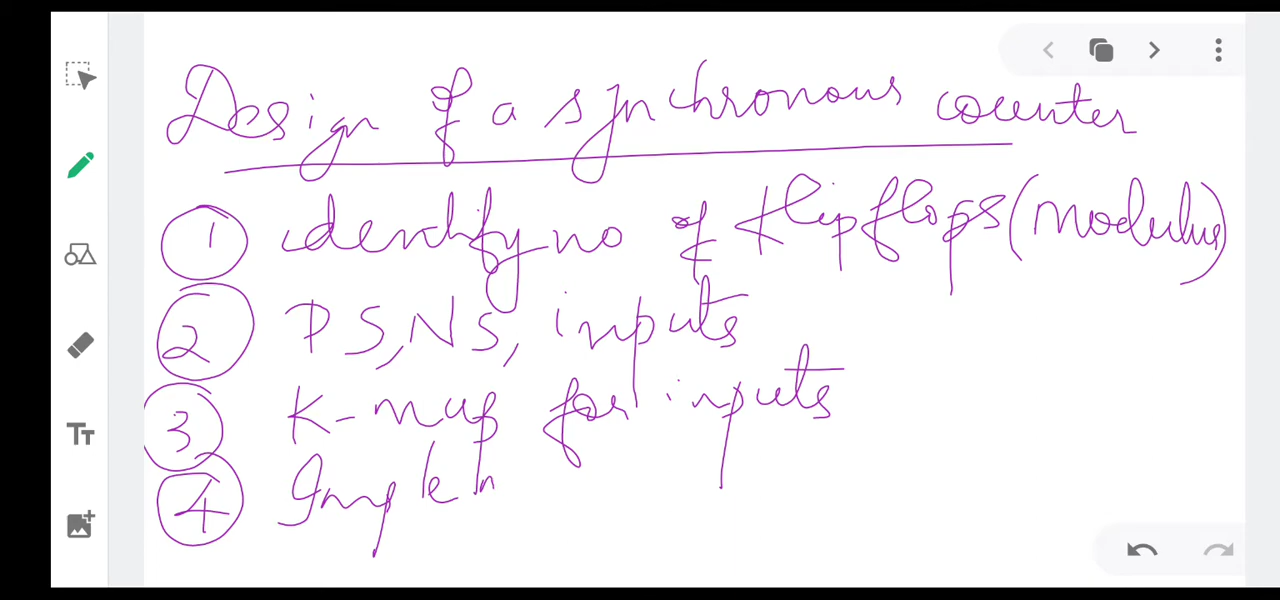 Design of a synchronous counter
1 identify no of flipflops (modulus)
2 PS, NS, inputs
3 K-map for inputs
4 Implem